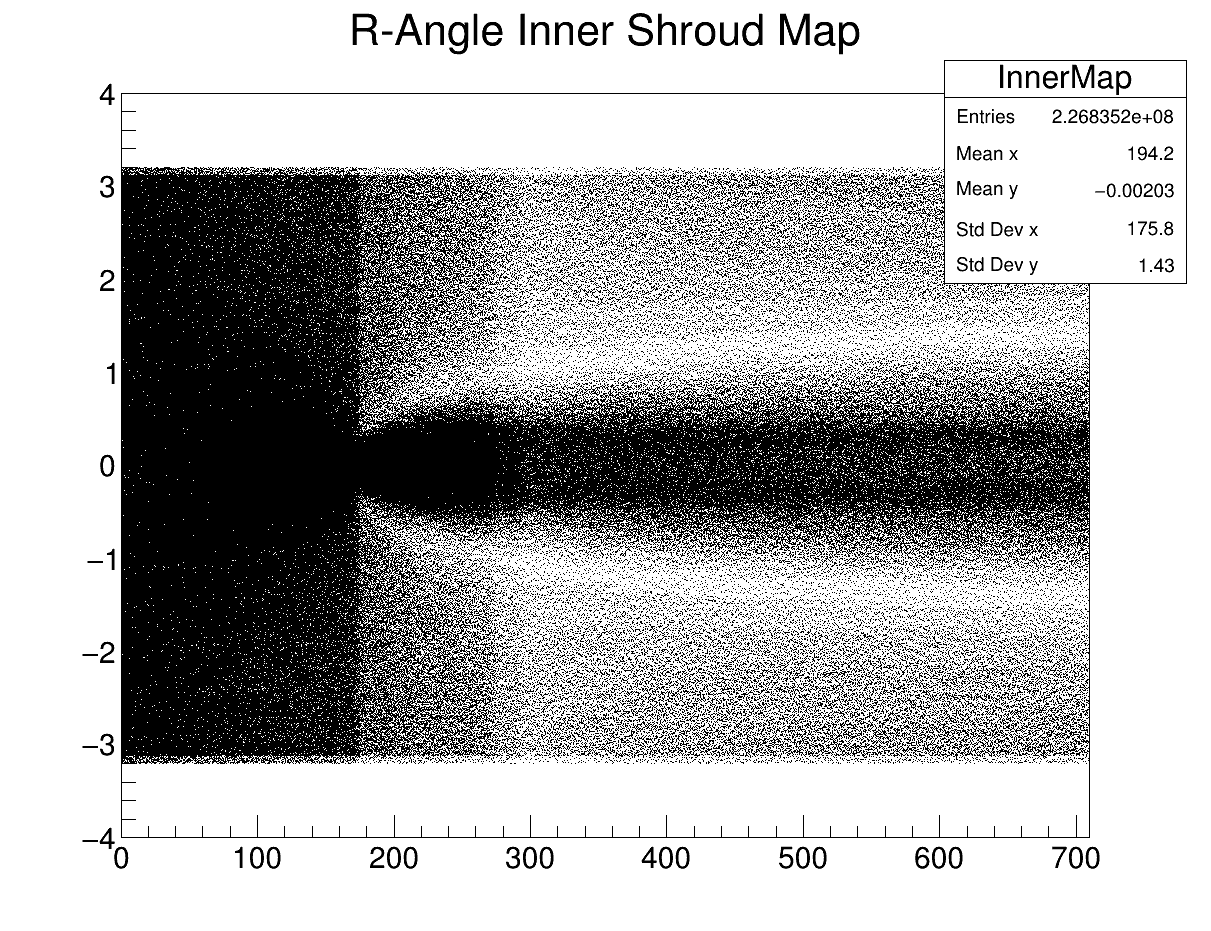 R-Angle Inner Shroud Map
InnerMap
Entries 2.268352e+08
Mean x 194.2
Mean y −0.00203
Std Dev x 175.8
Std Dev y 1.43
4
3
2
1
0
−1
−2
−3
−4
0 100 200 300 400 500 600 700